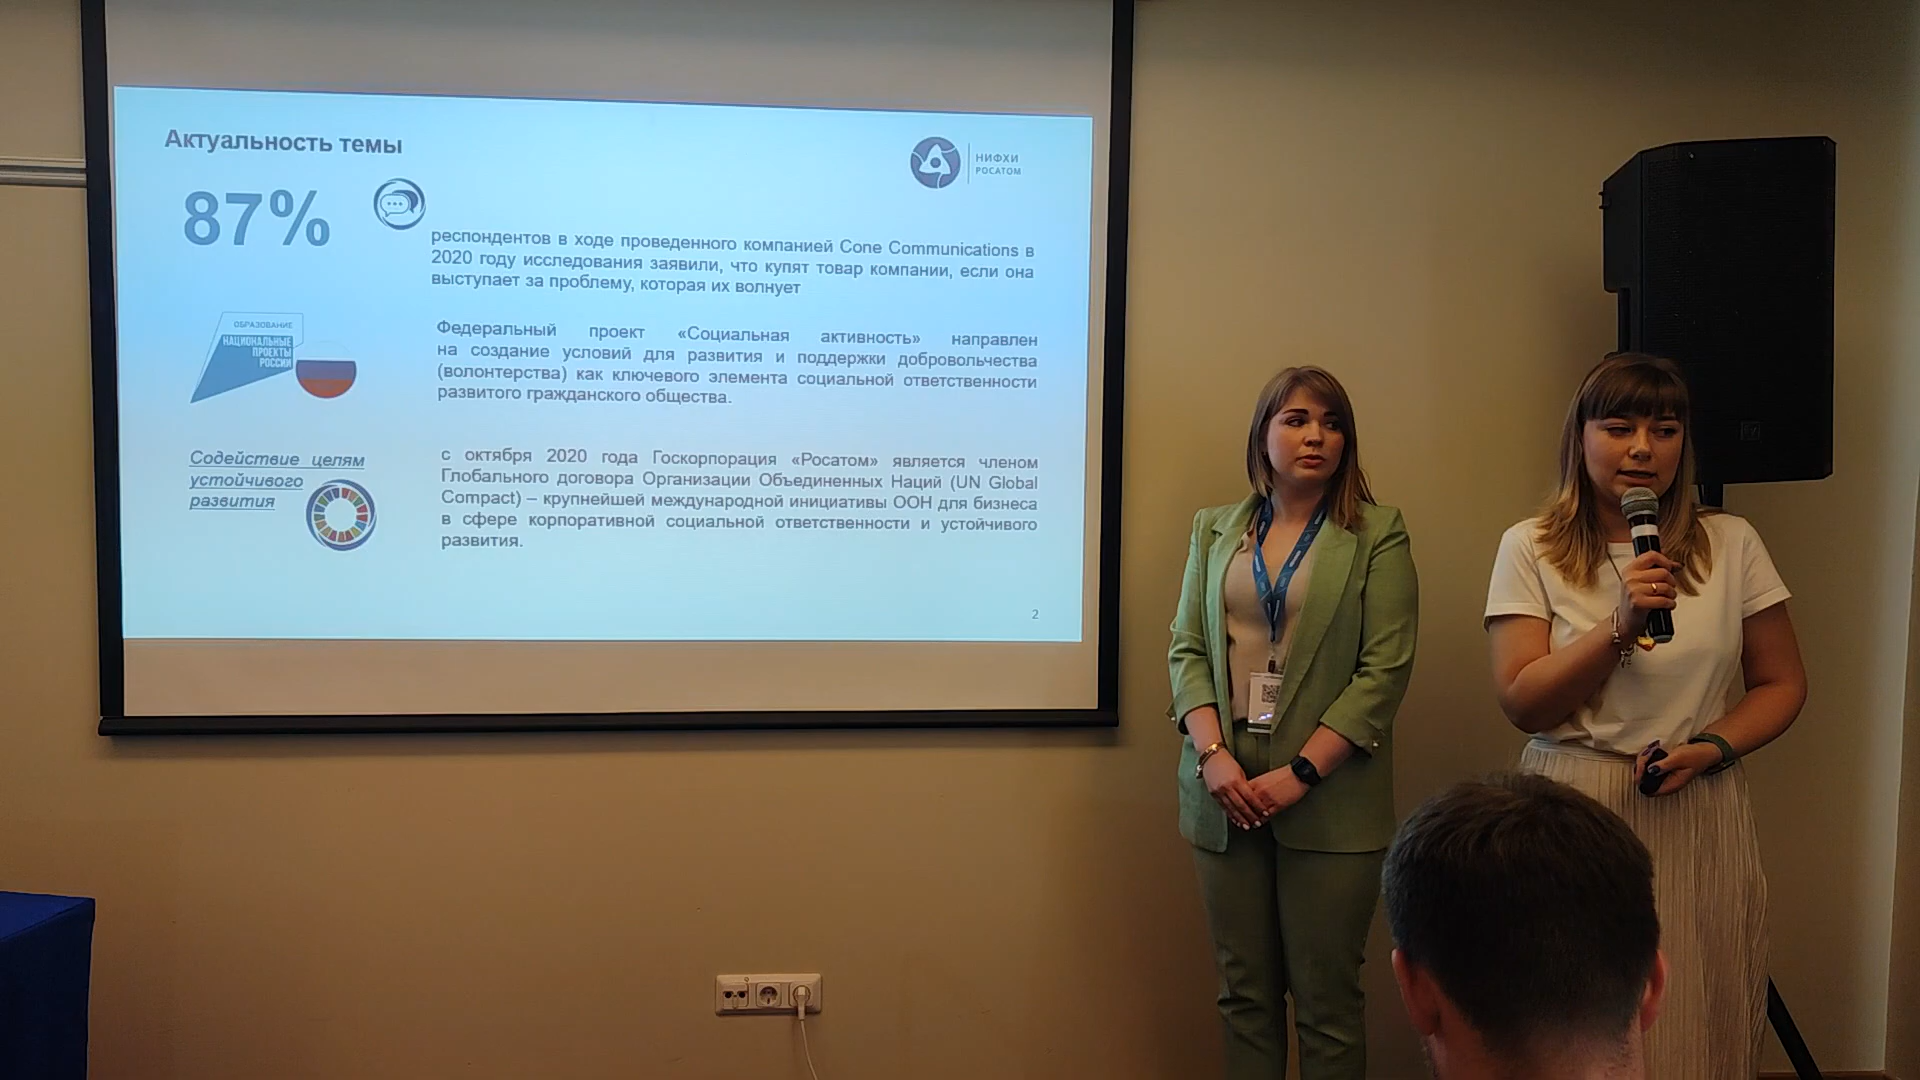 Актуальность темы
НИФХИ
РОСАТОМ
87%
респондентов в ходе проведенного компанией Cone Communications в
2020 году исследования заявили, что купят товар компании, если она
выступает за проблему, которая их волнует
ОБРАЗОВАНИЕ
НАЦИОНАЛЬНЫЕ
ПРОЕКТЫ
РОССИИ
Федеральный проект «Социальная активность» направлен
на создание условий для развития и поддержки добровольчества
(волонтерства) как ключевого элемента социальной ответственности
развитого гражданского общества.
Содействие целям
устойчивого
развития
с октября 2020 года Госкорпорация «Росатом» является членом
Глобального договора Организации Объединенных Наций (UN Global
Compact) – крупнейшей международной инициативы ООН для бизнеса
в сфере корпоративной социальной ответственности и устойчивого
развития.
2